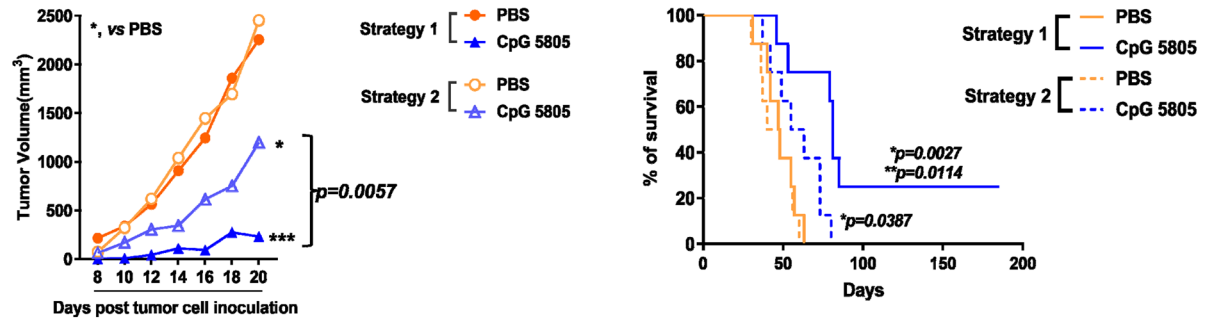 *, vs PBS
Strategy 1
PBS
CpG 5805
Strategy 2
PBS
CpG 5805
Tumor Volume(mm³)
2500
2000
1500
1000
500
0
*
p=0.0057
***
8 10 12 14 16 18 20
Days post tumor cell inoculation
Strategy 1
PBS
CpG 5805
Strategy 2
PBS
CpG 5805
% of survival
100
80
60
40
20
0
*p=0.0027
**p=0.0114
*p=0.0387
0 50 100 150 200
Days